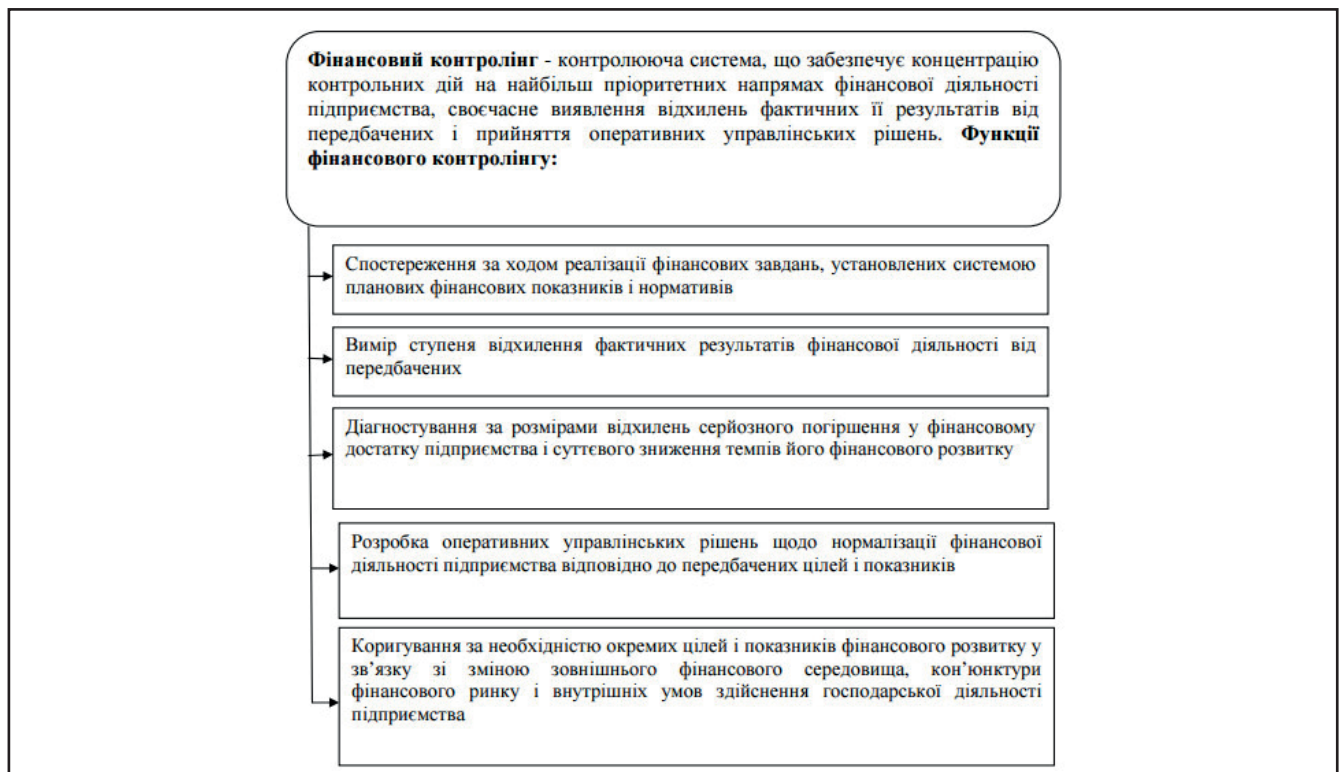 Фінансовий контролінг - контролююча система, що забезпечує концентрацію
контрольних дій на найбільш пріоритетних напрямах фінансової діяльності
підприємства, своєчасне виявлення відхилень фактичних її результатів від
передбачених і прийняття оперативних управлінських рішень. Функції
фінансового контролінгу:
Спостереження за ходом реалізації фінансових завдань, установлених системою
планових фінансових показників і нормативів
Вимір ступеня відхилення фактичних результатів фінансової діяльності від
передбачених
Діагностування за розмірами відхилень серйозного погіршення у фінансовому
достатку підприємства і суттєвого зниження темпів його фінансового розвитку
Розробка оперативних управлінських рішень щодо нормалізації фінансової
діяльності підприємства відповідно до передбачених цілей і показників
Коригування за необхідністю окремих цілей і показників фінансового розвитку у
зв’язку зі зміною зовнішнього фінансового середовища, кон’юнктури
фінансового ринку і внутрішніх умов здійснення господарської діяльності
підприємства